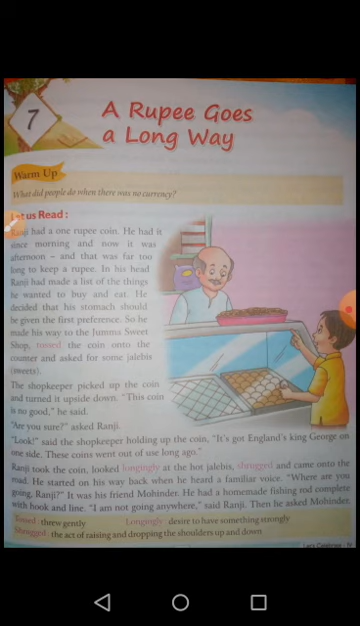 7
A Rupee Goes
a Long Way
Warm Up
What did people do when there was no currency?
Let us Read :
Ranji had a one rupee coin. He had it
since morning and now it was
afternoon – and that was far too
long to keep a rupee. In his head
Ranji had made a list of the things
he wanted to buy and eat. He
decided that his stomach should
be given the first preference. So he
made his way to the Jumma Sweet
Shop, tossed the coin onto the
counter and asked for some jalebis
(sweets).
The shopkeeper picked up the coin
and turned it upside down. "This coin
is no good," he said.
"Are you sure?" asked Ranji.
"Look!" said the shopkeeper holding up the coin, "It's got England's king George on
one side. These coins went out of use long ago."
Ranji took the coin, looked longingly at the hot jalebis, shrugged and came onto the
road. He started on his way back when he heard a familiar voice. "Where are you
going, Ranji?" It was his friend Mohinder. He had a homemade fishing rod complete
with hook and line. "I am not going anywhere," said Ranji. Then he asked Mohinder,
Tossed : threw gently Longingly : desire to have something strongly
Shrugged : the act of raising and dropping the shoulders up and down